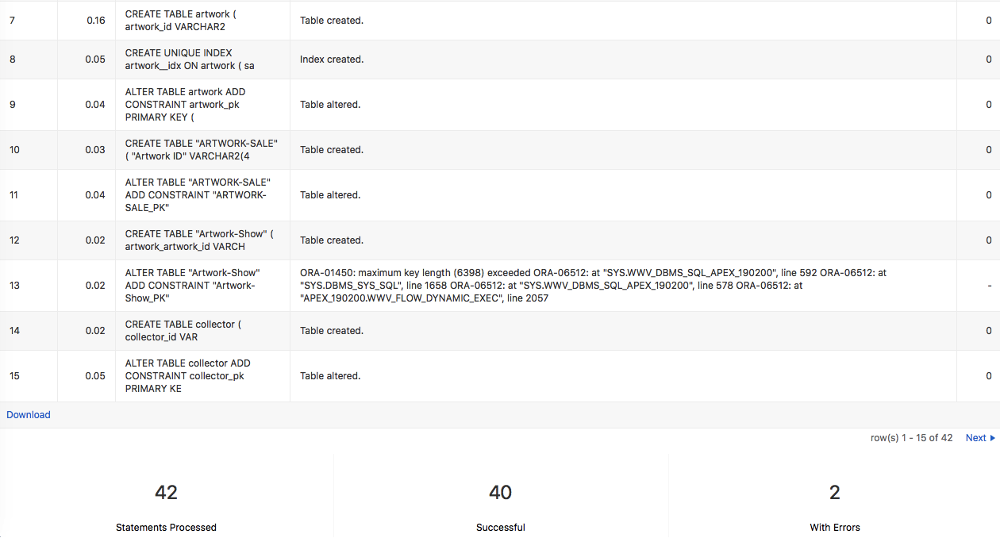 7 0.16 CREATE TABLE artwork ( Table created. 0
artwork_id VARCHAR2
8 0.05 CREATE UNIQUE INDEX Index created. 0
artwork__idx ON artwork ( sa
9 0.04 ALTER TABLE artwork ADD Table altered. 0
CONSTRAINT artwork_pk
PRIMARY KEY (
10 0.03 CREATE TABLE "ARTWORK-SALE" Table created. 0
( "Artwork ID" VARCHAR2(4
11 0.04 ALTER TABLE "ARTWORK-SALE" Table altered. 0
ADD CONSTRAINT "ARTWORK-
SALE_PK"
12 0.02 CREATE TABLE "Artwork-Show" ( Table created. 0
artwork_artwork_id VARCH
13 0.02 ALTER TABLE "Artwork-Show" ORA-01450: maximum key length (6398) exceeded ORA-06512: at "SYS.WWV_DBMS_SQL_APEX_190200", line 592 ORA-06512: at -
ADD CONSTRAINT "Artwork- "SYS.DBMS_SYS_SQL", line 1658 ORA-06512: at "SYS.WWV_DBMS_SQL_APEX_190200", line 578 ORA-06512: at
Show_PK" "APEX_190200.WWV_FLOW_DYNAMIC_EXEC", line 2057
14 0.02 CREATE TABLE collector ( Table created. 0
collector_id VAR
15 0.05 ALTER TABLE collector ADD Table altered. 0
CONSTRAINT collector_pk
PRIMARY KE
Download
row(s) 1 - 15 of 42 Next
42 40 2
Statements Processed Successful With Errors